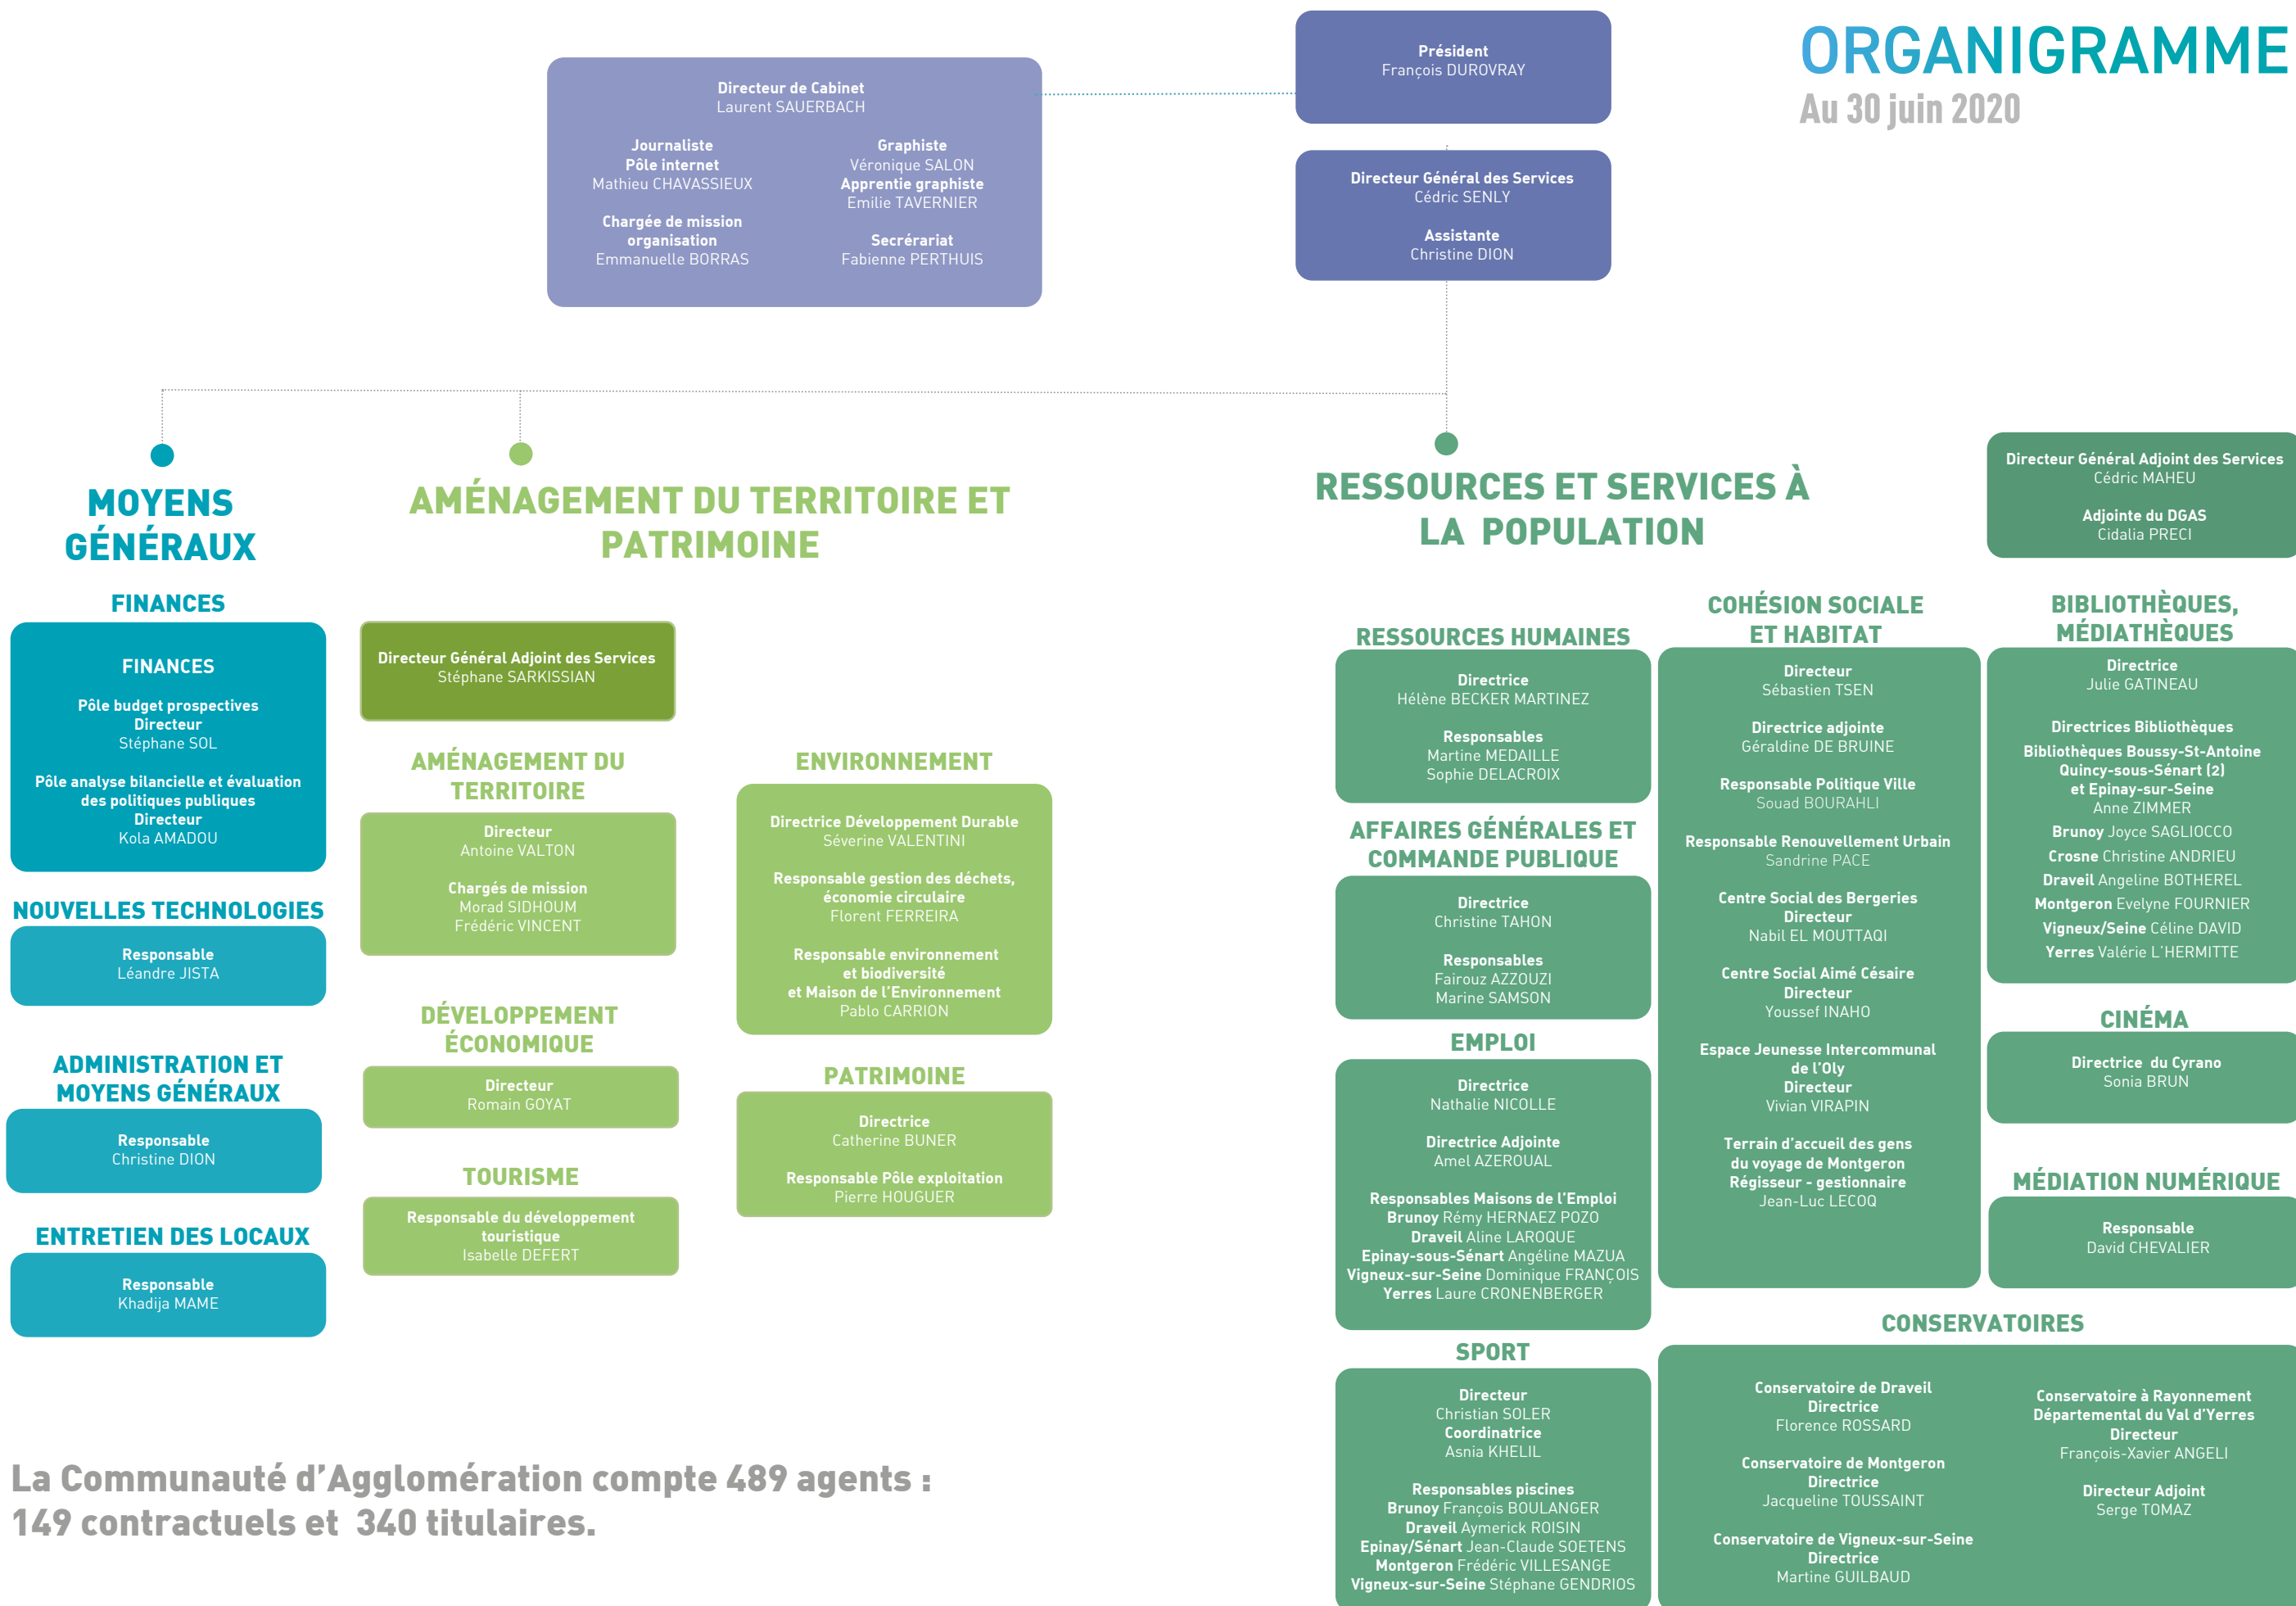 ORGANIGRAMME
Au 30 juin 2020
Président
François DUROVRAY
Directeur de Cabinet
Laurent SAUERBACH
Journaliste
Pôle internet
Mathieu CHAVASSIEUX
Chargée de mission
organisation
Emmanuelle BORRAS
Graphiste
Véronique SALON
Apprentie graphiste
Emilie TAVERNIER
Secrérariat
Fabienne PERTHUIS
Directeur Général des Services
Cédric SENLY
Assistante
Christine DION
MOYENS
GÉNÉRAUX
FINANCES
FINANCES
Pôle budget prospectives
Directeur
Stéphane SOL
Pôle analyse bilancielle et évaluation
des politiques publiques
Directeur
Kola AMADOU
NOUVELLES TECHNOLOGIES
Responsable
Léandre JISTA
ADMINISTRATION ET
MOYENS GÉNÉRAUX
Responsable
Christine DION
ENTRETIEN DES LOCAUX
Responsable
Khadija MAME
AMÉNAGEMENT DU TERRITOIRE ET
PATRIMOINE
Directeur Général Adjoint des Services
Stéphane SARKISSIAN
AMÉNAGEMENT DU
TERRITOIRE
Directeur
Antoine VALTON
Chargés de mission
Morad SIDHOUM
Frédéric VINCENT
DÉVELOPPEMENT
ÉCONOMIQUE
Directeur
Romain GOYAT
TOURISME
Responsable du développement
touristique
Isabelle DEFERT
ENVIRONNEMENT
Directrice Développement Durable
Séverine VALENTINI
Responsable gestion des déchets,
économie circulaire
Florent FERREIRA
Responsable environnement
et biodiversité
et Maison de l’Environnement
Pablo CARRION
PATRIMOINE
Directrice
Catherine BUNER
Responsable Pôle exploitation
Pierre HOUGUER
RESSOURCES ET SERVICES À
LA POPULATION
Directeur Général Adjoint des Services
Cédric MAHEU
Adjointe du DGAS
Cidalia PRECI
RESSOURCES HUMAINES
Directrice
Hélène BECKER MARTINEZ
Responsables
Martine MEDAILLE
Sophie DELACROIX
AFFAIRES GÉNÉRALES ET
COMMANDE PUBLIQUE
Directrice
Christine TAHON
Responsables
Fairouz AZZOUZI
Marine SAMSON
EMPLOI
Directrice
Nathalie NICOLLE
Directrice Adjointe
Amel AZEROUAL
Responsables Maisons de l’Emploi
Brunoy Rémy HERNAEZ POZO
Draveil Aline LAROQUE
Epinay-sous-Sénart Angéline MAZUA
Vigneux-sur-Seine Dominique FRANÇOIS
Yerres Laure CRONENBERGER
SPORT
Directeur
Christian SOLER
Coordinatrice
Asnia KHELIL
Responsables piscines
Brunoy François BOULANGER
Draveil Aymerick ROISIN
Epinay/Sénart Jean-Claude SOETENS
Montgeron Frédéric VILLESANGE
Vigneux-sur-Seine Stéphane GENDRIOS
COHÉSION SOCIALE
ET HABITAT
Directeur
Sébastien TSEN
Directrice adjointe
Géraldine DE BRUINE
Responsable Politique Ville
Souad BOURAHLI
Responsable Renouvellement Urbain
Sandrine PACE
Centre Social des Bergeries
Directeur
Nabil EL MOUTTAQI
Centre Social Aimé Césaire
Directeur
Youssef INAHO
Espace Jeunesse Intercommunal
de l’Oly
Directeur
Vivian VIRAPIN
Terrain d’accueil des gens
du voyage de Montgeron
Régisseur - gestionnaire
Jean-Luc LECOQ
BIBLIOTHÈQUES,
MÉDIATHÈQUES
Directrice
Julie GATINEAU
Directrices Bibliothèques
Bibliothèques Boussy-St-Antoine
Quincy-sous-Sénart (2)
et Epinay-sur-Seine
Anne ZIMMER
Brunoy Joyce SAGLIOCCO
Crosne Christine ANDRIEU
Draveil Angeline BOTHEREL
Montgeron Evelyne FOURNIER
Vigneux/Seine Céline DAVID
Yerres Valérie L’HERMITTE
CINÉMA
Directrice du Cyrano
Sonia BRUN
MÉDIATION NUMÉRIQUE
Responsable
David CHEVALIER
CONSERVATOIRES
Conservatoire de Draveil
Directrice
Florence ROSSARD
Conservatoire de Montgeron
Directrice
Jacqueline TOUSSAINT
Conservatoire de Vigneux-sur-Seine
Directrice
Martine GUILBAUD
Conservatoire à Rayonnement
Départemental du Val d’Yerres
Directeur
François-Xavier ANGELI
Directeur Adjoint
Serge TOMAZ
La Communauté d’Agglomération compte 489 agents :
149 contractuels et 340 titulaires.